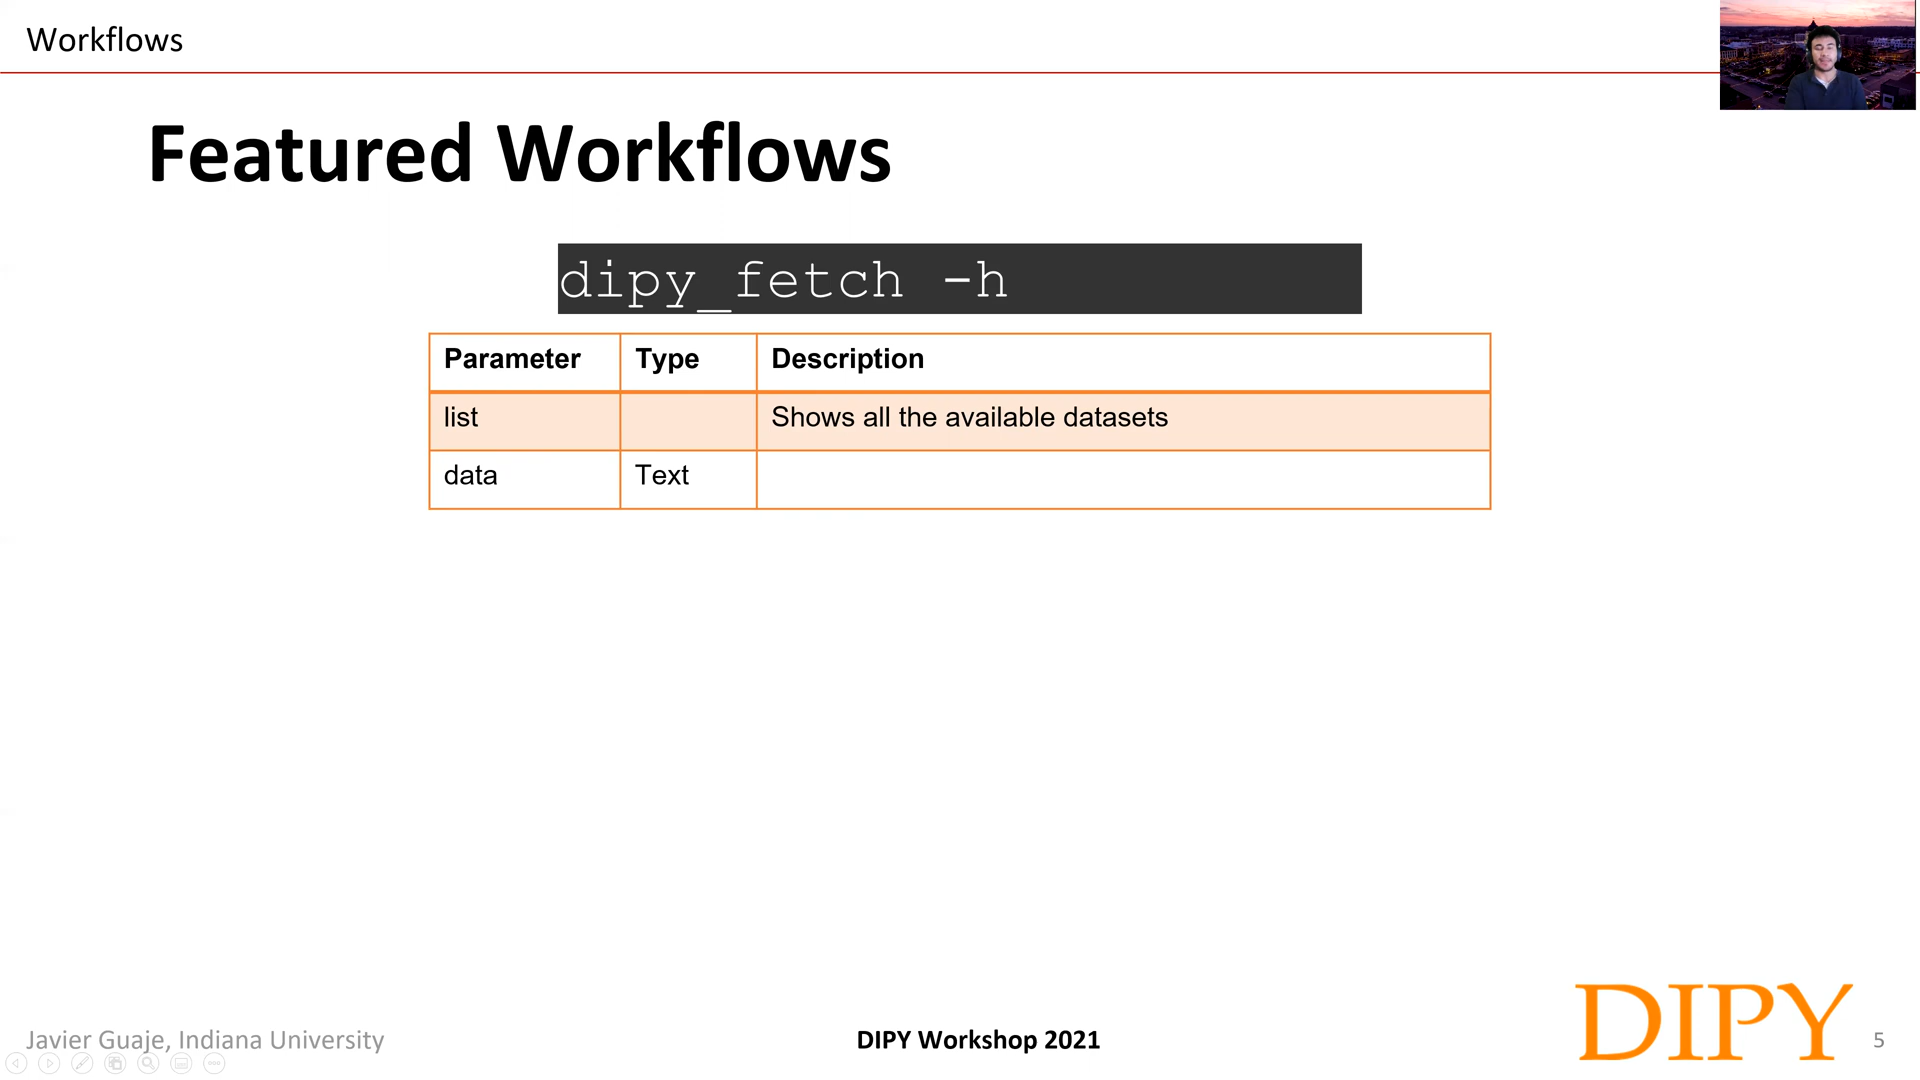 Workflows
Featured Workflows
dipy_fetch -h
Parameter Type Description
list Shows all the available datasets
data Text
Javier Guaje, Indiana University
DIPY Workshop 2021
DIPY
5